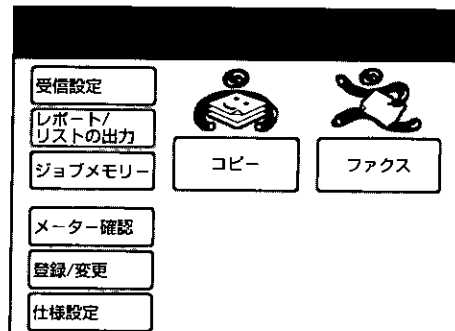 受信設定
レポート/
リストの出力
ジョブメモリー
コピー
ファクス
メーター確認
登録/変更
仕様設定